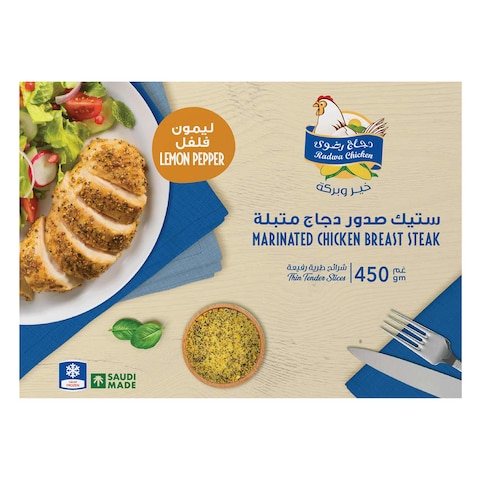 ليمون
فلفل
LEMON PEPPER
دجاج رضوى
Radwa Chicken
خير وبركة
ستيك صدور دجاج متبلة
MARINATED CHICKEN BREAST STEAK
شرائح طرية رفيعة
Thin Tender Slices
450 غم
gm
SAUDI
MADE